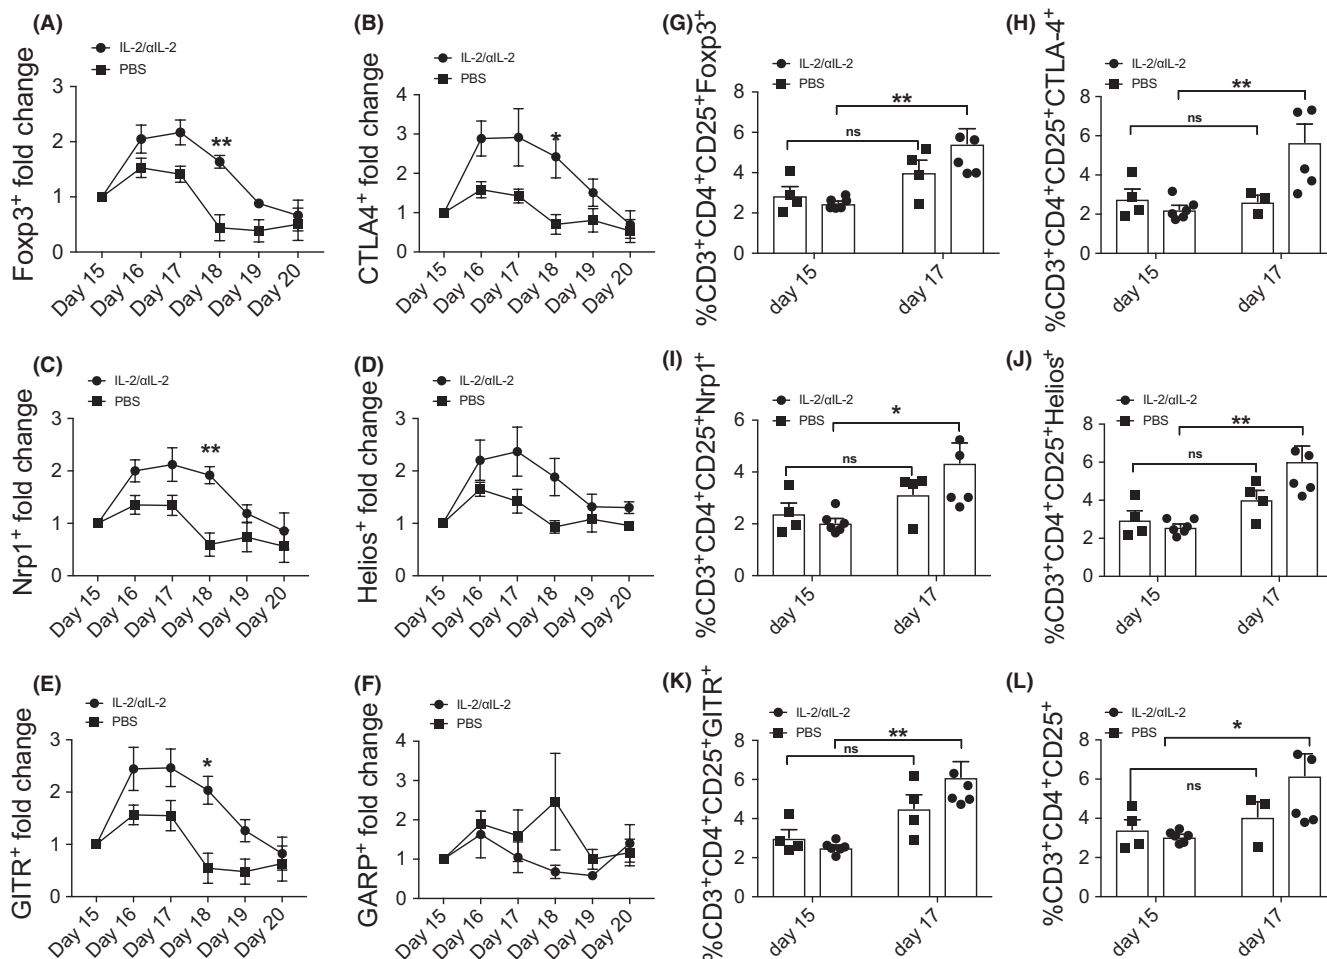 (A)
IL-2/αIL-2
PBS
Foxp3+ fold change
3
2
1
0
**
Day 15
Day 16
Day 17
Day 18
Day 19
Day 20
(B)
IL-2/αIL-2
PBS
CTLA4+ fold change
4
3
2
1
0
*
Day 15
Day 16
Day 17
Day 18
Day 19
Day 20
(G)
IL-2/αIL-2
PBS
%CD3+CD4+CD25+Foxp3+
8
6
4
2
0
ns
**
day 15
day 17
(H)
IL-2/αIL-2
PBS
%CD3+CD4+CD25+CTLA-4+
8
6
4
2
0
ns
**
day 15
day 17
(C)
IL-2/αIL-2
PBS
Nrp1+ fold change
3
2
1
0
**
Day 15
Day 16
Day 17
Day 18
Day 19
Day 20
(D)
IL-2/αIL-2
PBS
Helios+ fold change
3
2
1
0
Day 15
Day 16
Day 17
Day 18
Day 19
Day 20
(I)
IL-2/αIL-2
PBS
%CD3+CD4+CD25+Nrp1+
6
4
2
0
ns
*
day 15
day 17
(J)
IL-2/αIL-2
PBS
%CD3+CD4+CD25+Helios+
8
6
4
2
0
ns
**
day 15
day 17
(E)
IL-2/αIL-2
PBS
GITR+ fold change
3
2
1
0
*
Day 15
Day 16
Day 17
Day 18
Day 19
Day 20
(F)
IL-2/αIL-2
PBS
GARP+ fold change
4
3
2
1
0
Day 15
Day 16
Day 17
Day 18
Day 19
Day 20
(K)
IL-2/αIL-2
PBS
%CD3+CD4+CD25+GITR+
8
6
4
2
0
ns
**
day 15
day 17
(L)
IL-2/αIL-2
PBS
%CD3+CD4+CD25+
8
6
4
2
0
ns
*
day 15
day 17